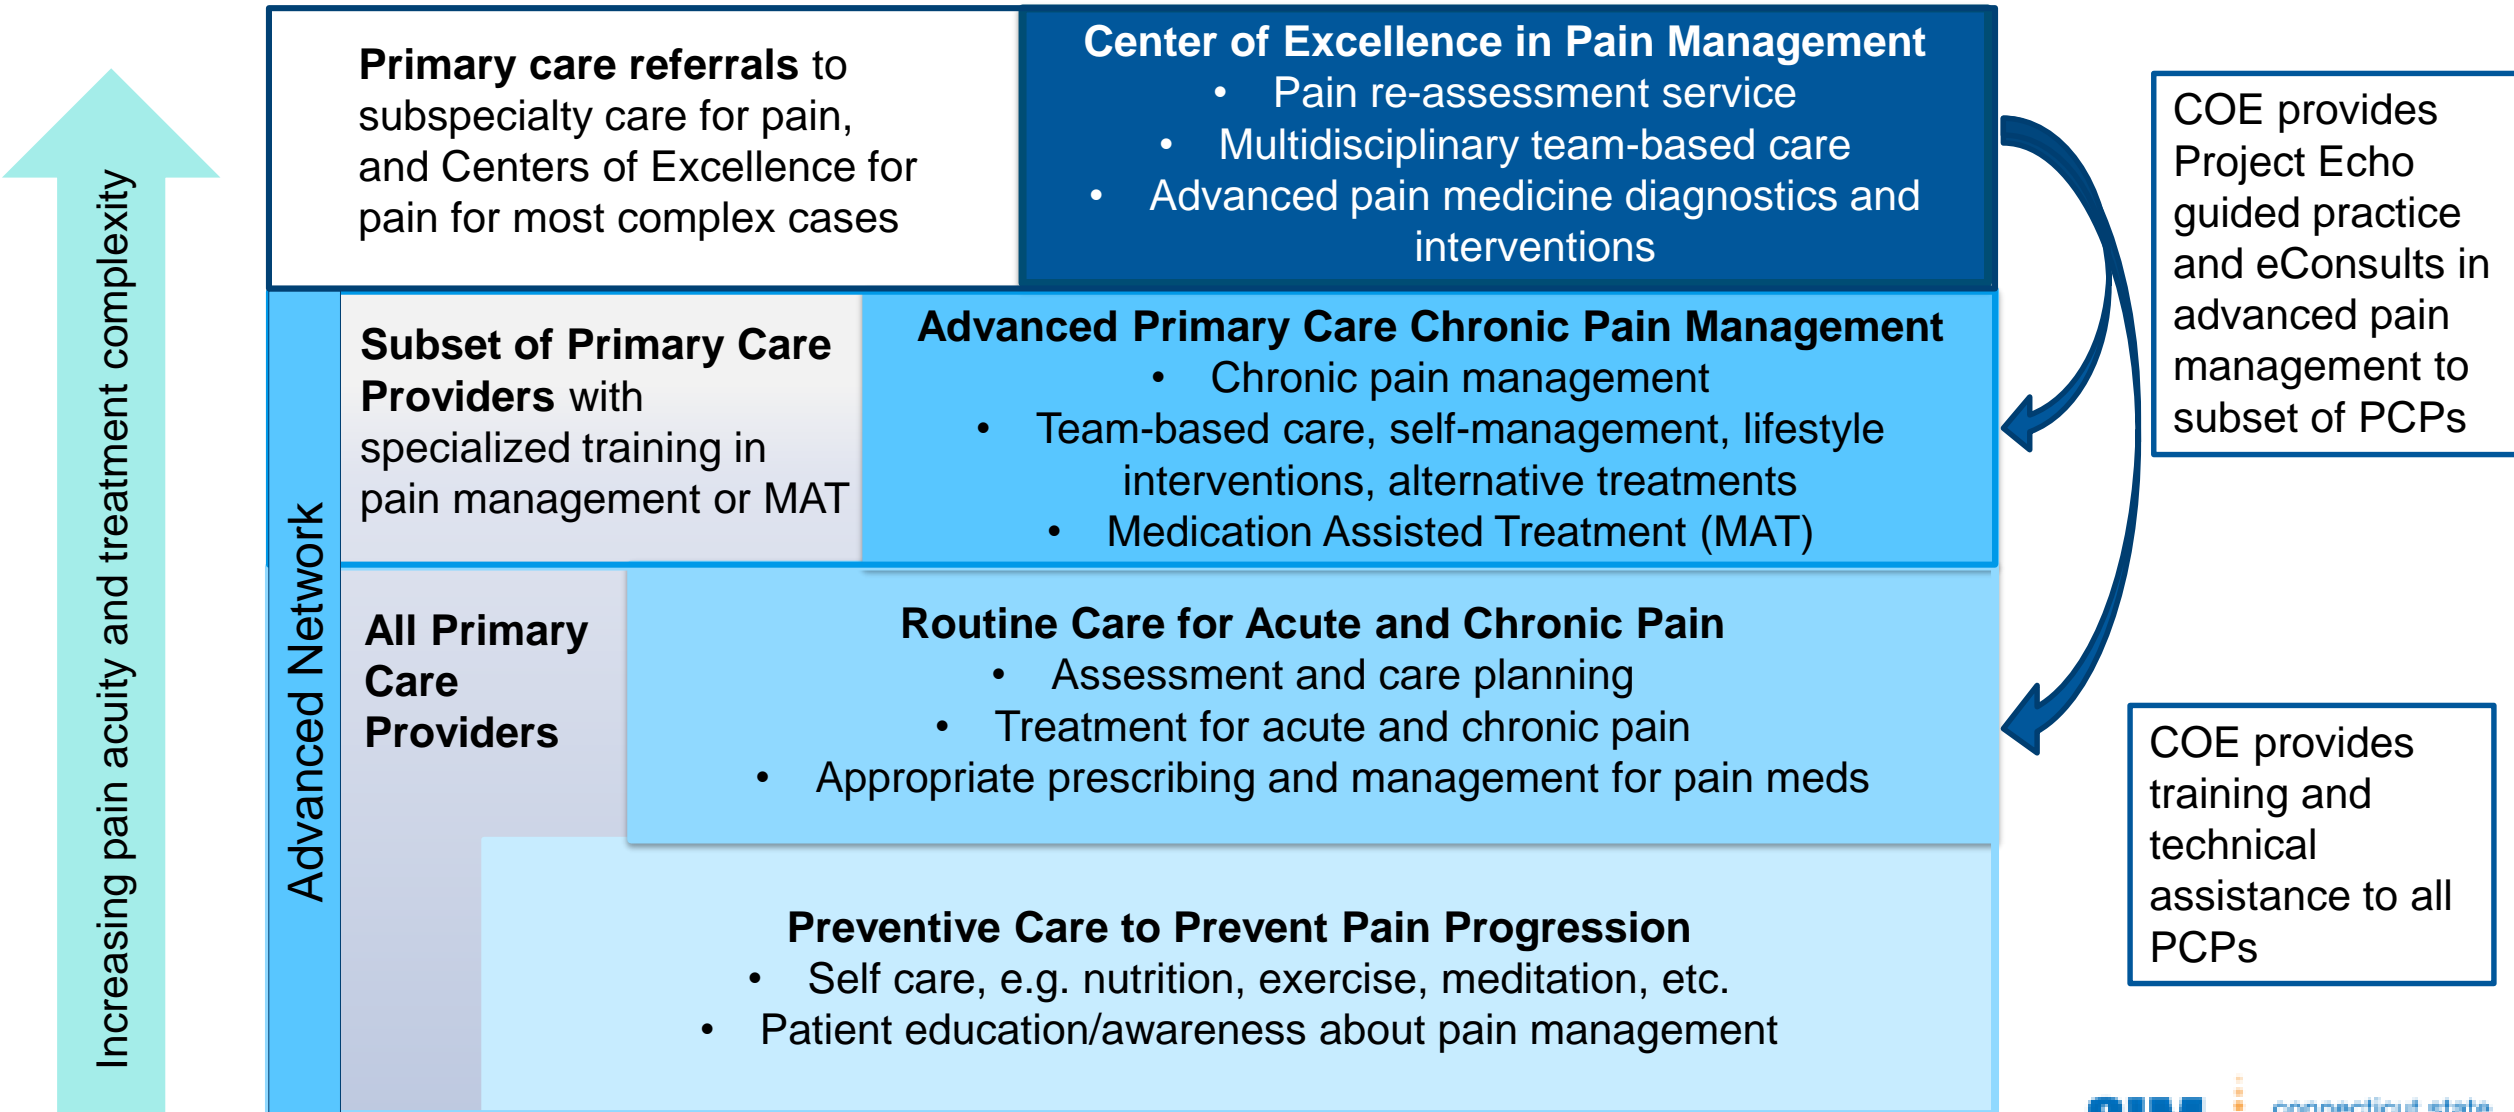 Increasing pain acuity and treatment complexity
Primary care referrals to
subspecialty care for pain,
and Centers of Excellence for
pain for most complex cases
Center of Excellence in Pain Management
• Pain re-assessment service
• Multidisciplinary team-based care
• Advanced pain medicine diagnostics and
interventions
COE provides
Project Echo
guided practice
and eConsults in
advanced pain
management to
subset of PCPs
Advanced Network
Subset of Primary Care
Providers with
specialized training in
pain management or MAT
Advanced Primary Care Chronic Pain Management
• Chronic pain management
• Team-based care, self-management, lifestyle
interventions, alternative treatments
• Medication Assisted Treatment (MAT)
All Primary
Care
Providers
Routine Care for Acute and Chronic Pain
• Assessment and care planning
• Treatment for acute and chronic pain
• Appropriate prescribing and management for pain meds
COE provides
training and
technical
assistance to all
PCPs
Preventive Care to Prevent Pain Progression
• Self care, e.g. nutrition, exercise, meditation, etc.
• Patient education/awareness about pain management
SIM
connecticut state